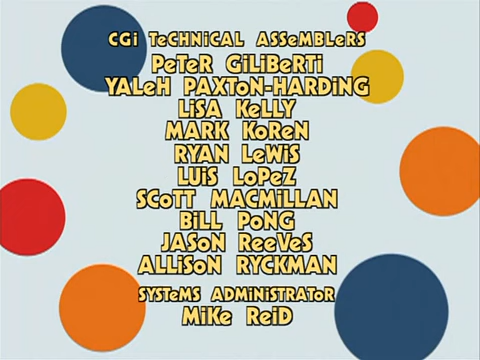 CGi TeCHNiCAL ASSeMBLeRS
PeTeR GiLiBeRTi
YALeH PAXToN-HARDiNG
LiSA KeLLY
MARK KoReN
RYAN LeWiS
LUiS LoPeZ
SCoTT MACMiLLAN
BiLL PoNG
JASoN ReeVeS
ALLiSoN RYCKMAN
SYSTeMS ADMiNiSTRAToR
MiKe ReiD